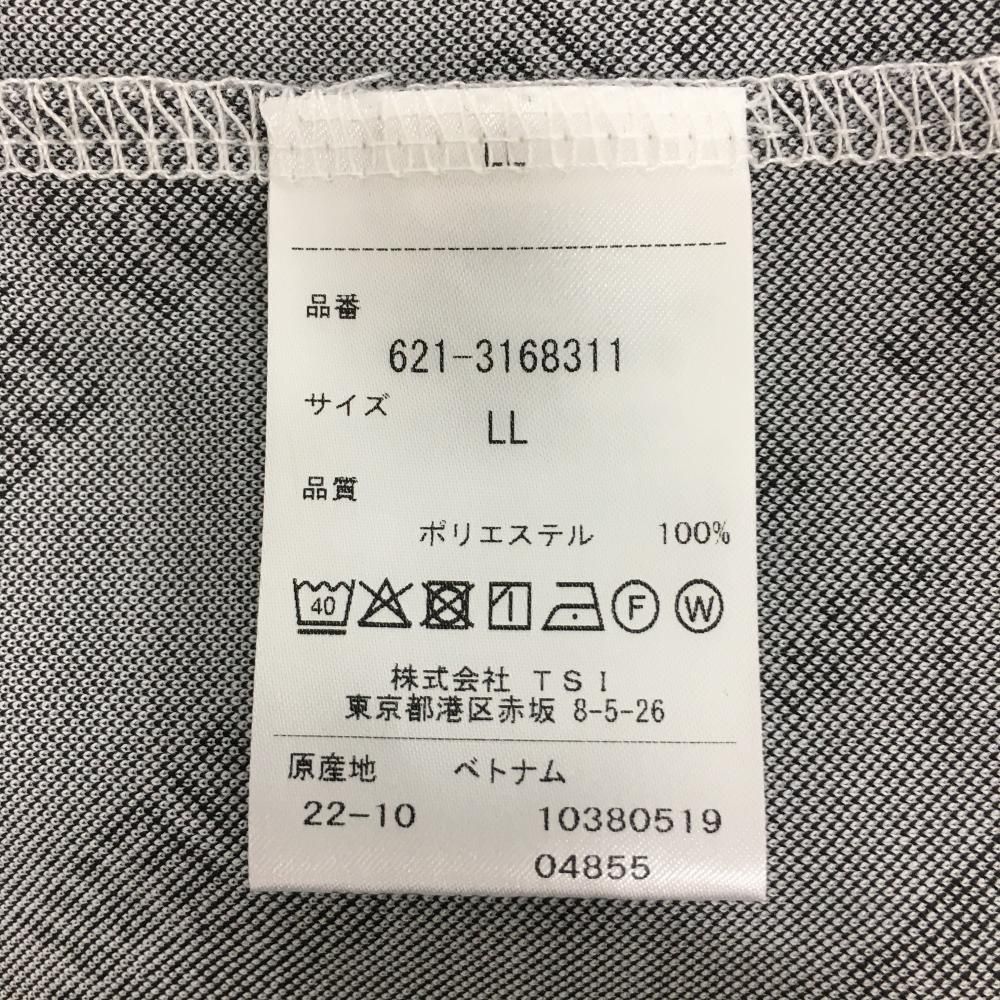 LL
品番
621-3168311
サイズ
LL
品質
ポリエステル 100%
40 F W
株式会社 TSI
東京都港区赤坂 8-5-26
原産地 ベトナム
22-10 10380519
04855